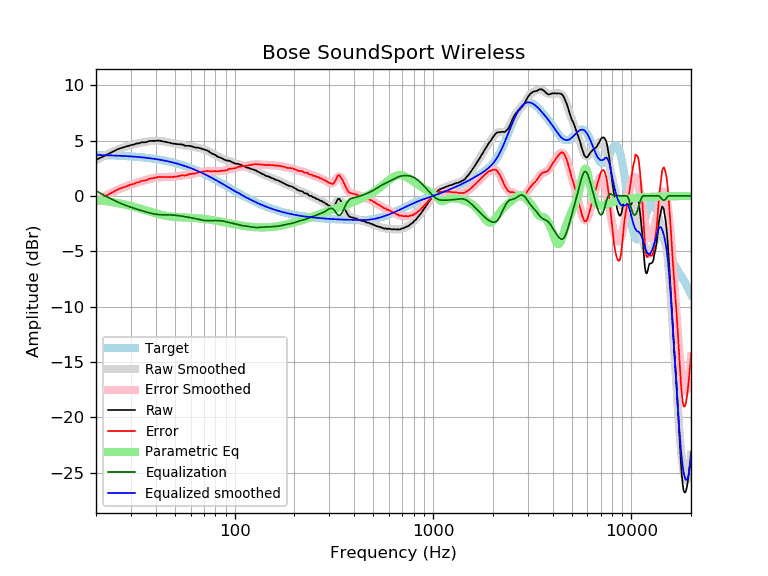 Bose SoundSport Wireless
Amplitude (dBr)
10
5
0
−5
−10
−15
−20
−25
Target
Raw Smoothed
Error Smoothed
Raw
Error
Parametric Eq
Equalization
Equalized smoothed
100
1000
10000
Frequency (Hz)